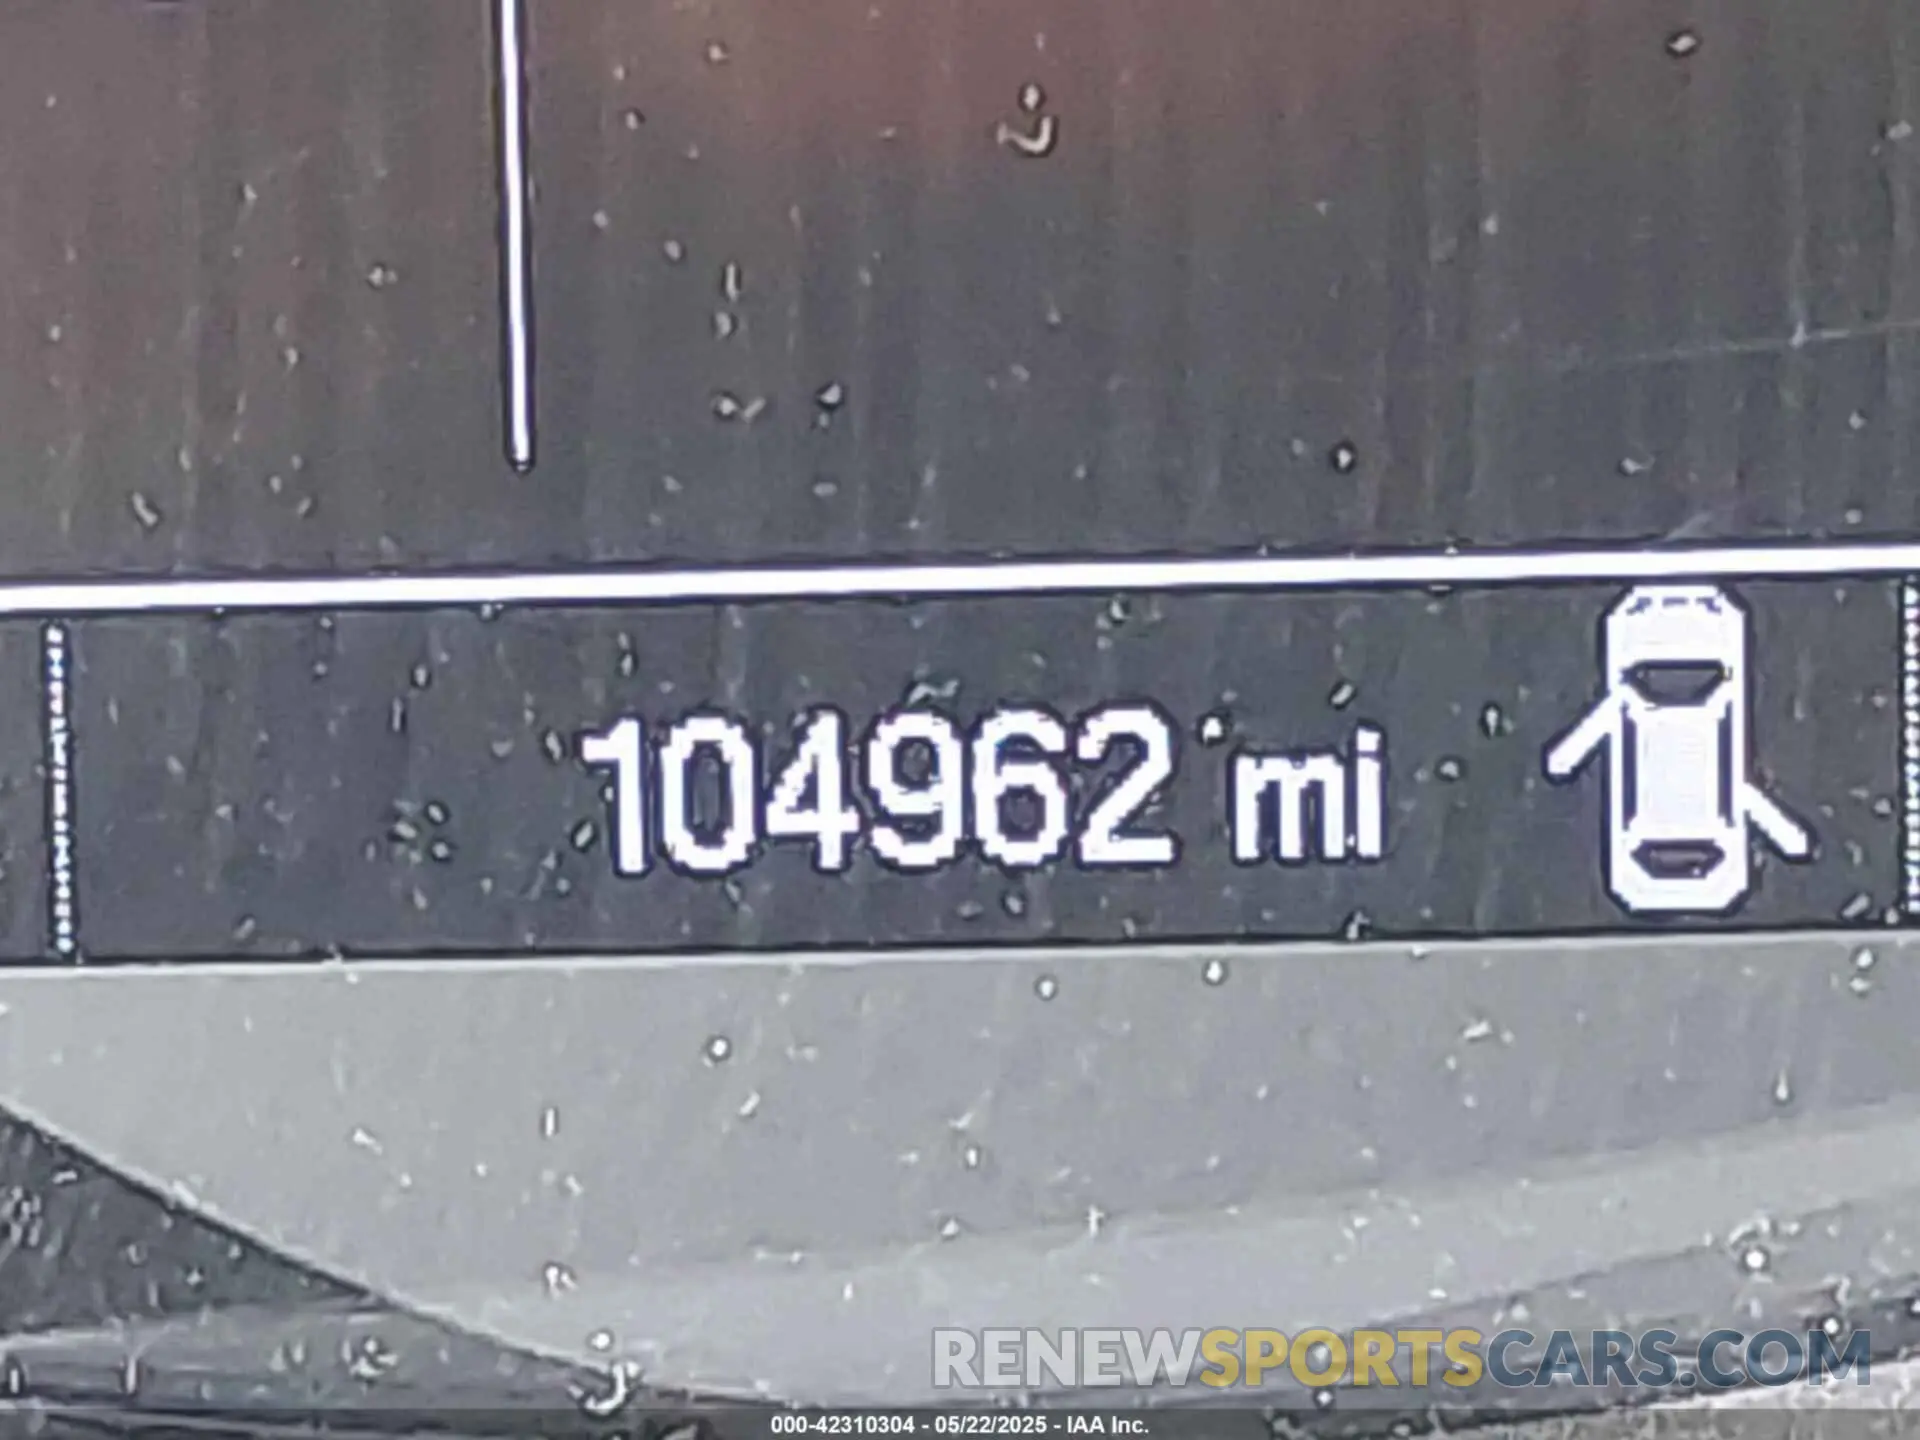 104962 mi
RENEWSPORTSCARS.COM
000-42310304 - 05/22/2025 - IAA Inc.